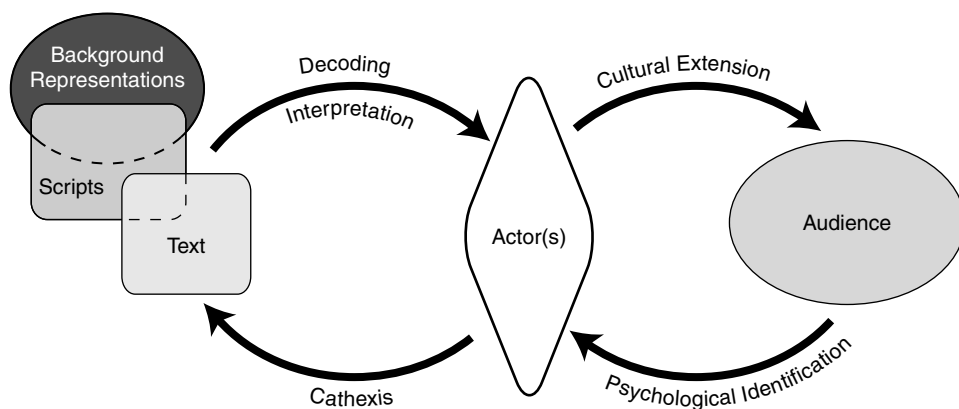 Background
Representations
Scripts
Text
Decoding
Interpretation
Cathexis
Actor(s)
Cultural Extension
Psychological Identification
Audience